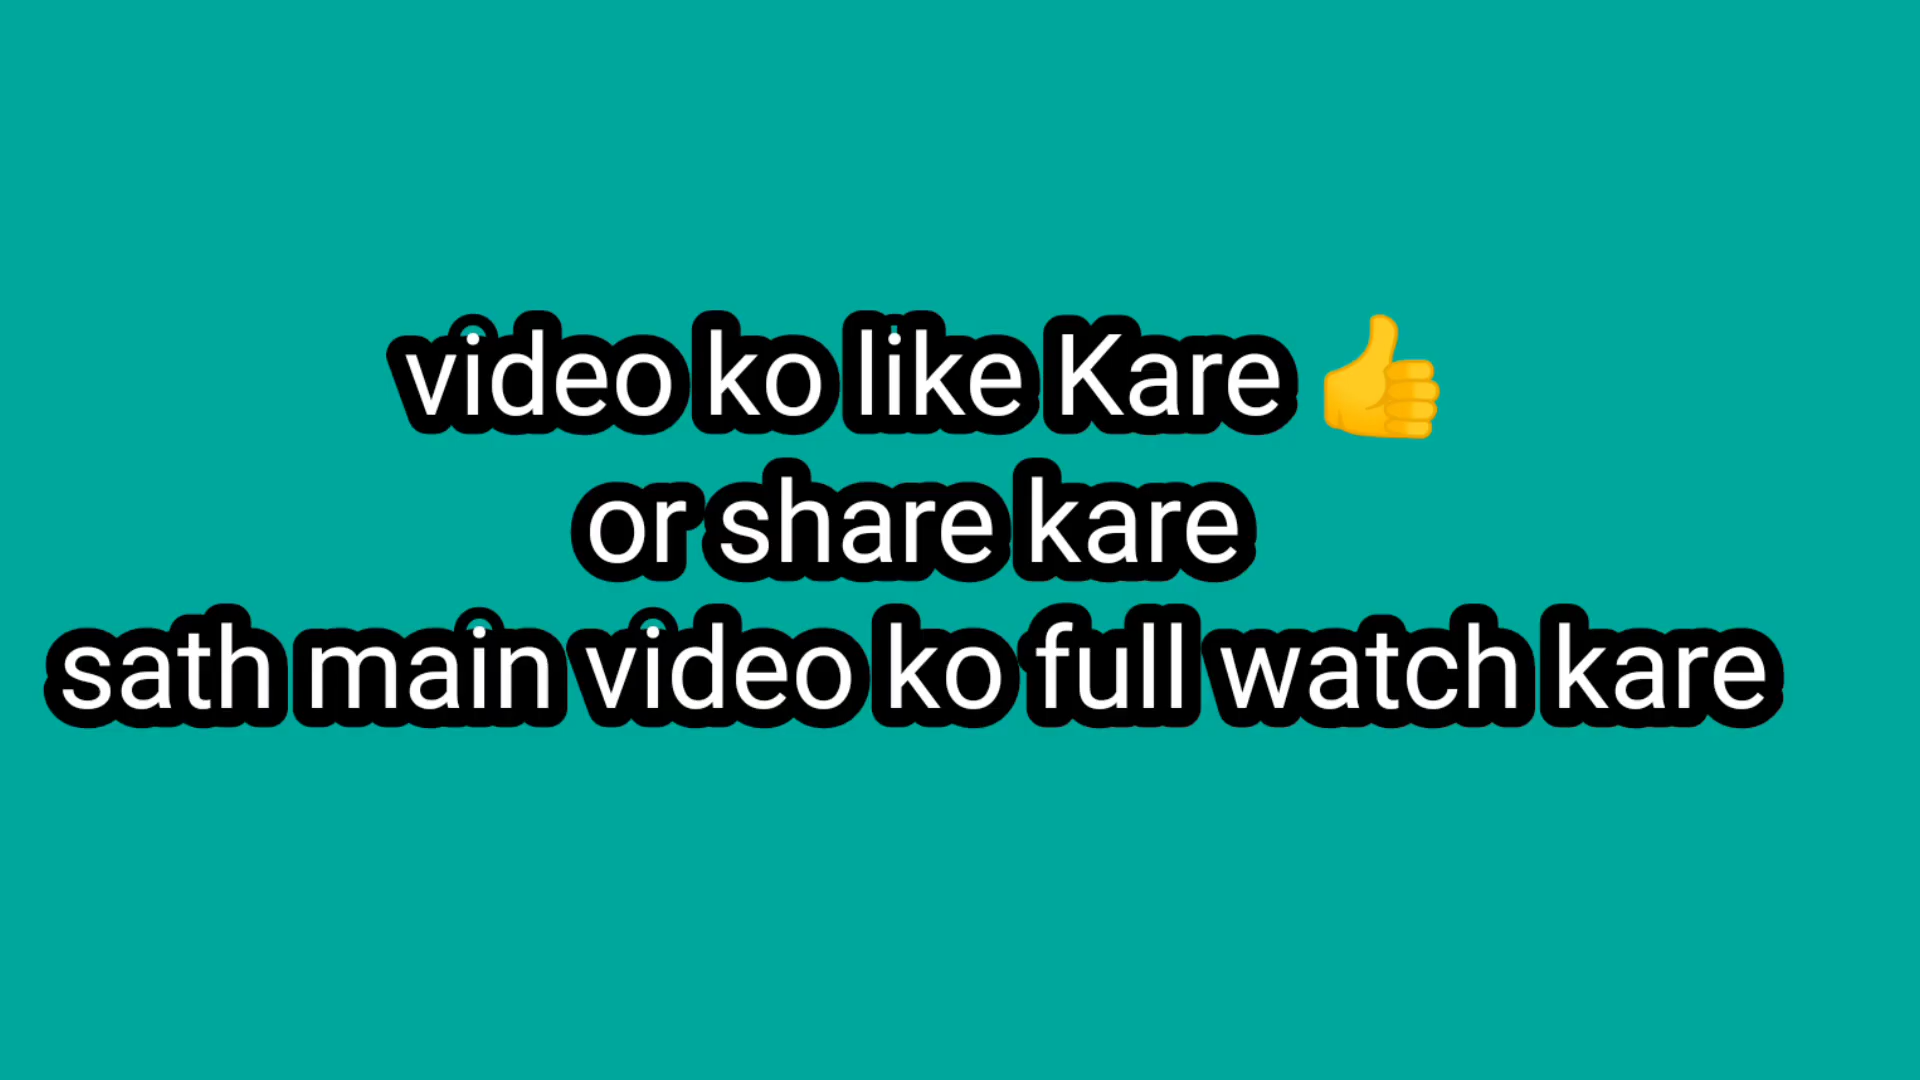 video ko like Kare 👍
or share kare
sath main video ko full watch kare